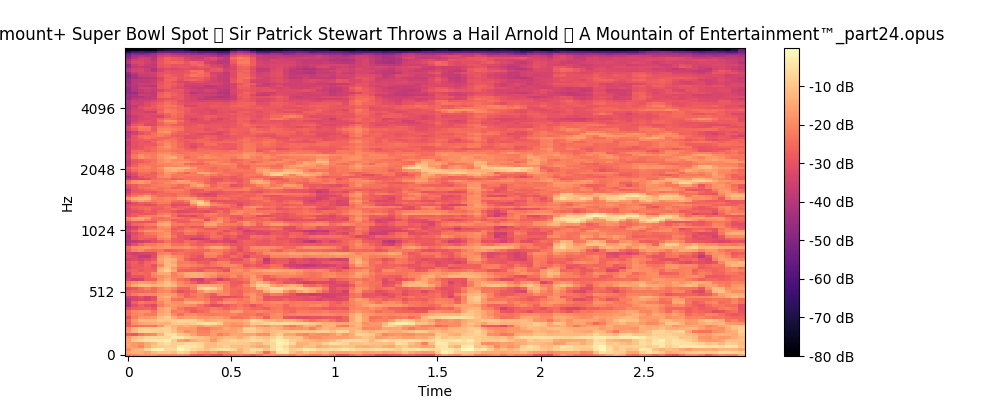 mount+ Super Bowl Spot ▯ Sir Patrick Stewart Throws a Hail Arnold ▯ A Mountain of Entertainment™_part24.opus
4096
2048
1024
512
0
Hz
0
0.5
1
1.5
2
2.5
Time
-10 dB
-20 dB
-30 dB
-40 dB
-50 dB
-60 dB
-70 dB
-80 dB